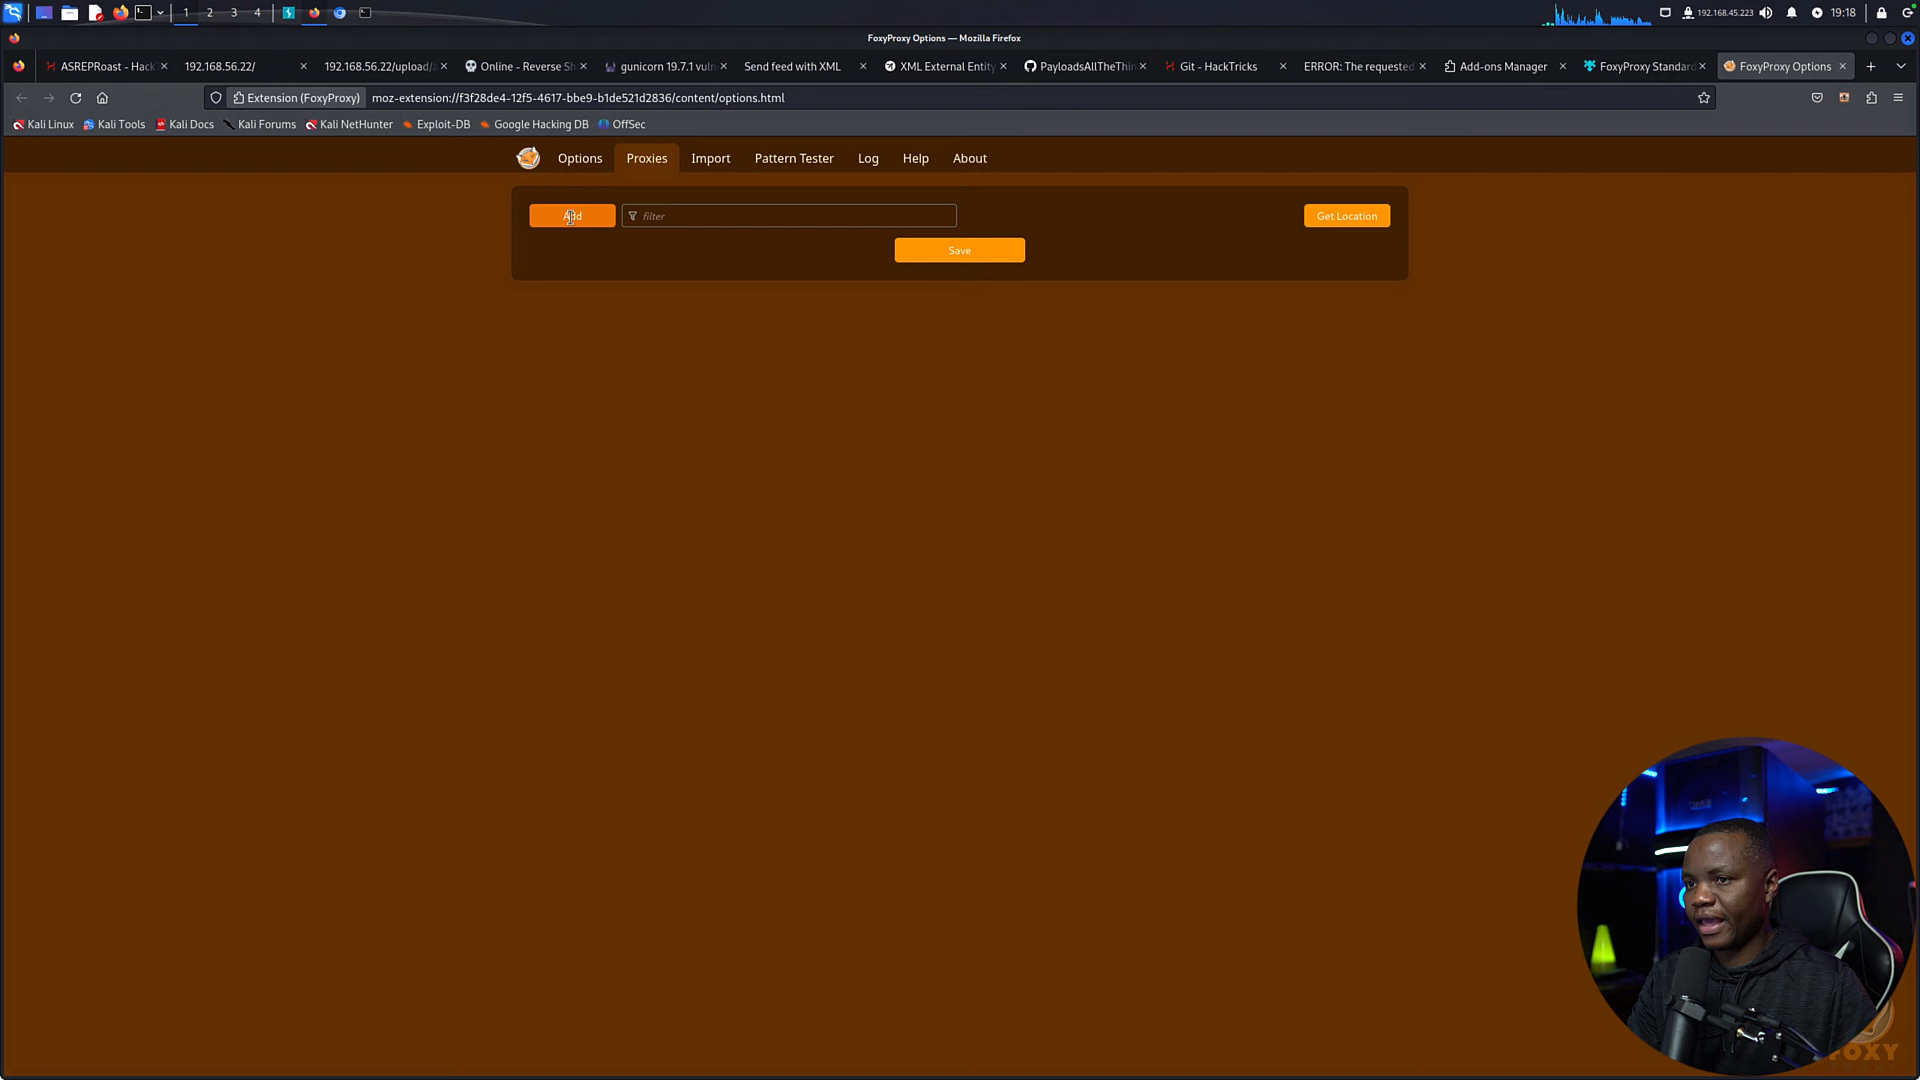 1 2 3 4
192.168.45.223 19:18
FoxyProxy Options — Mozilla Firefox
ASREPRoast - Hack
192.168.56.22/
192.168.56.22/upload/
Online - Reverse Sh
gunicorn 19.7.1 vuln
Send feed with XML
XML External Entity
PayloadsAllTheThin
Git - HackTricks
ERROR: The requested
Add-ons Manager
FoxyProxy Standard
FoxyProxy Options
Extension (FoxyProxy) moz-extension://f3f28de4-12f5-4617-bbe9-b1de521d2836/content/options.html
Kali Linux Kali Tools Kali Docs Kali Forums Kali NetHunter Exploit-DB Google Hacking DB OffSec
Options Proxies Import Pattern Tester Log Help About
Add filter Get Location
Save
FOXY